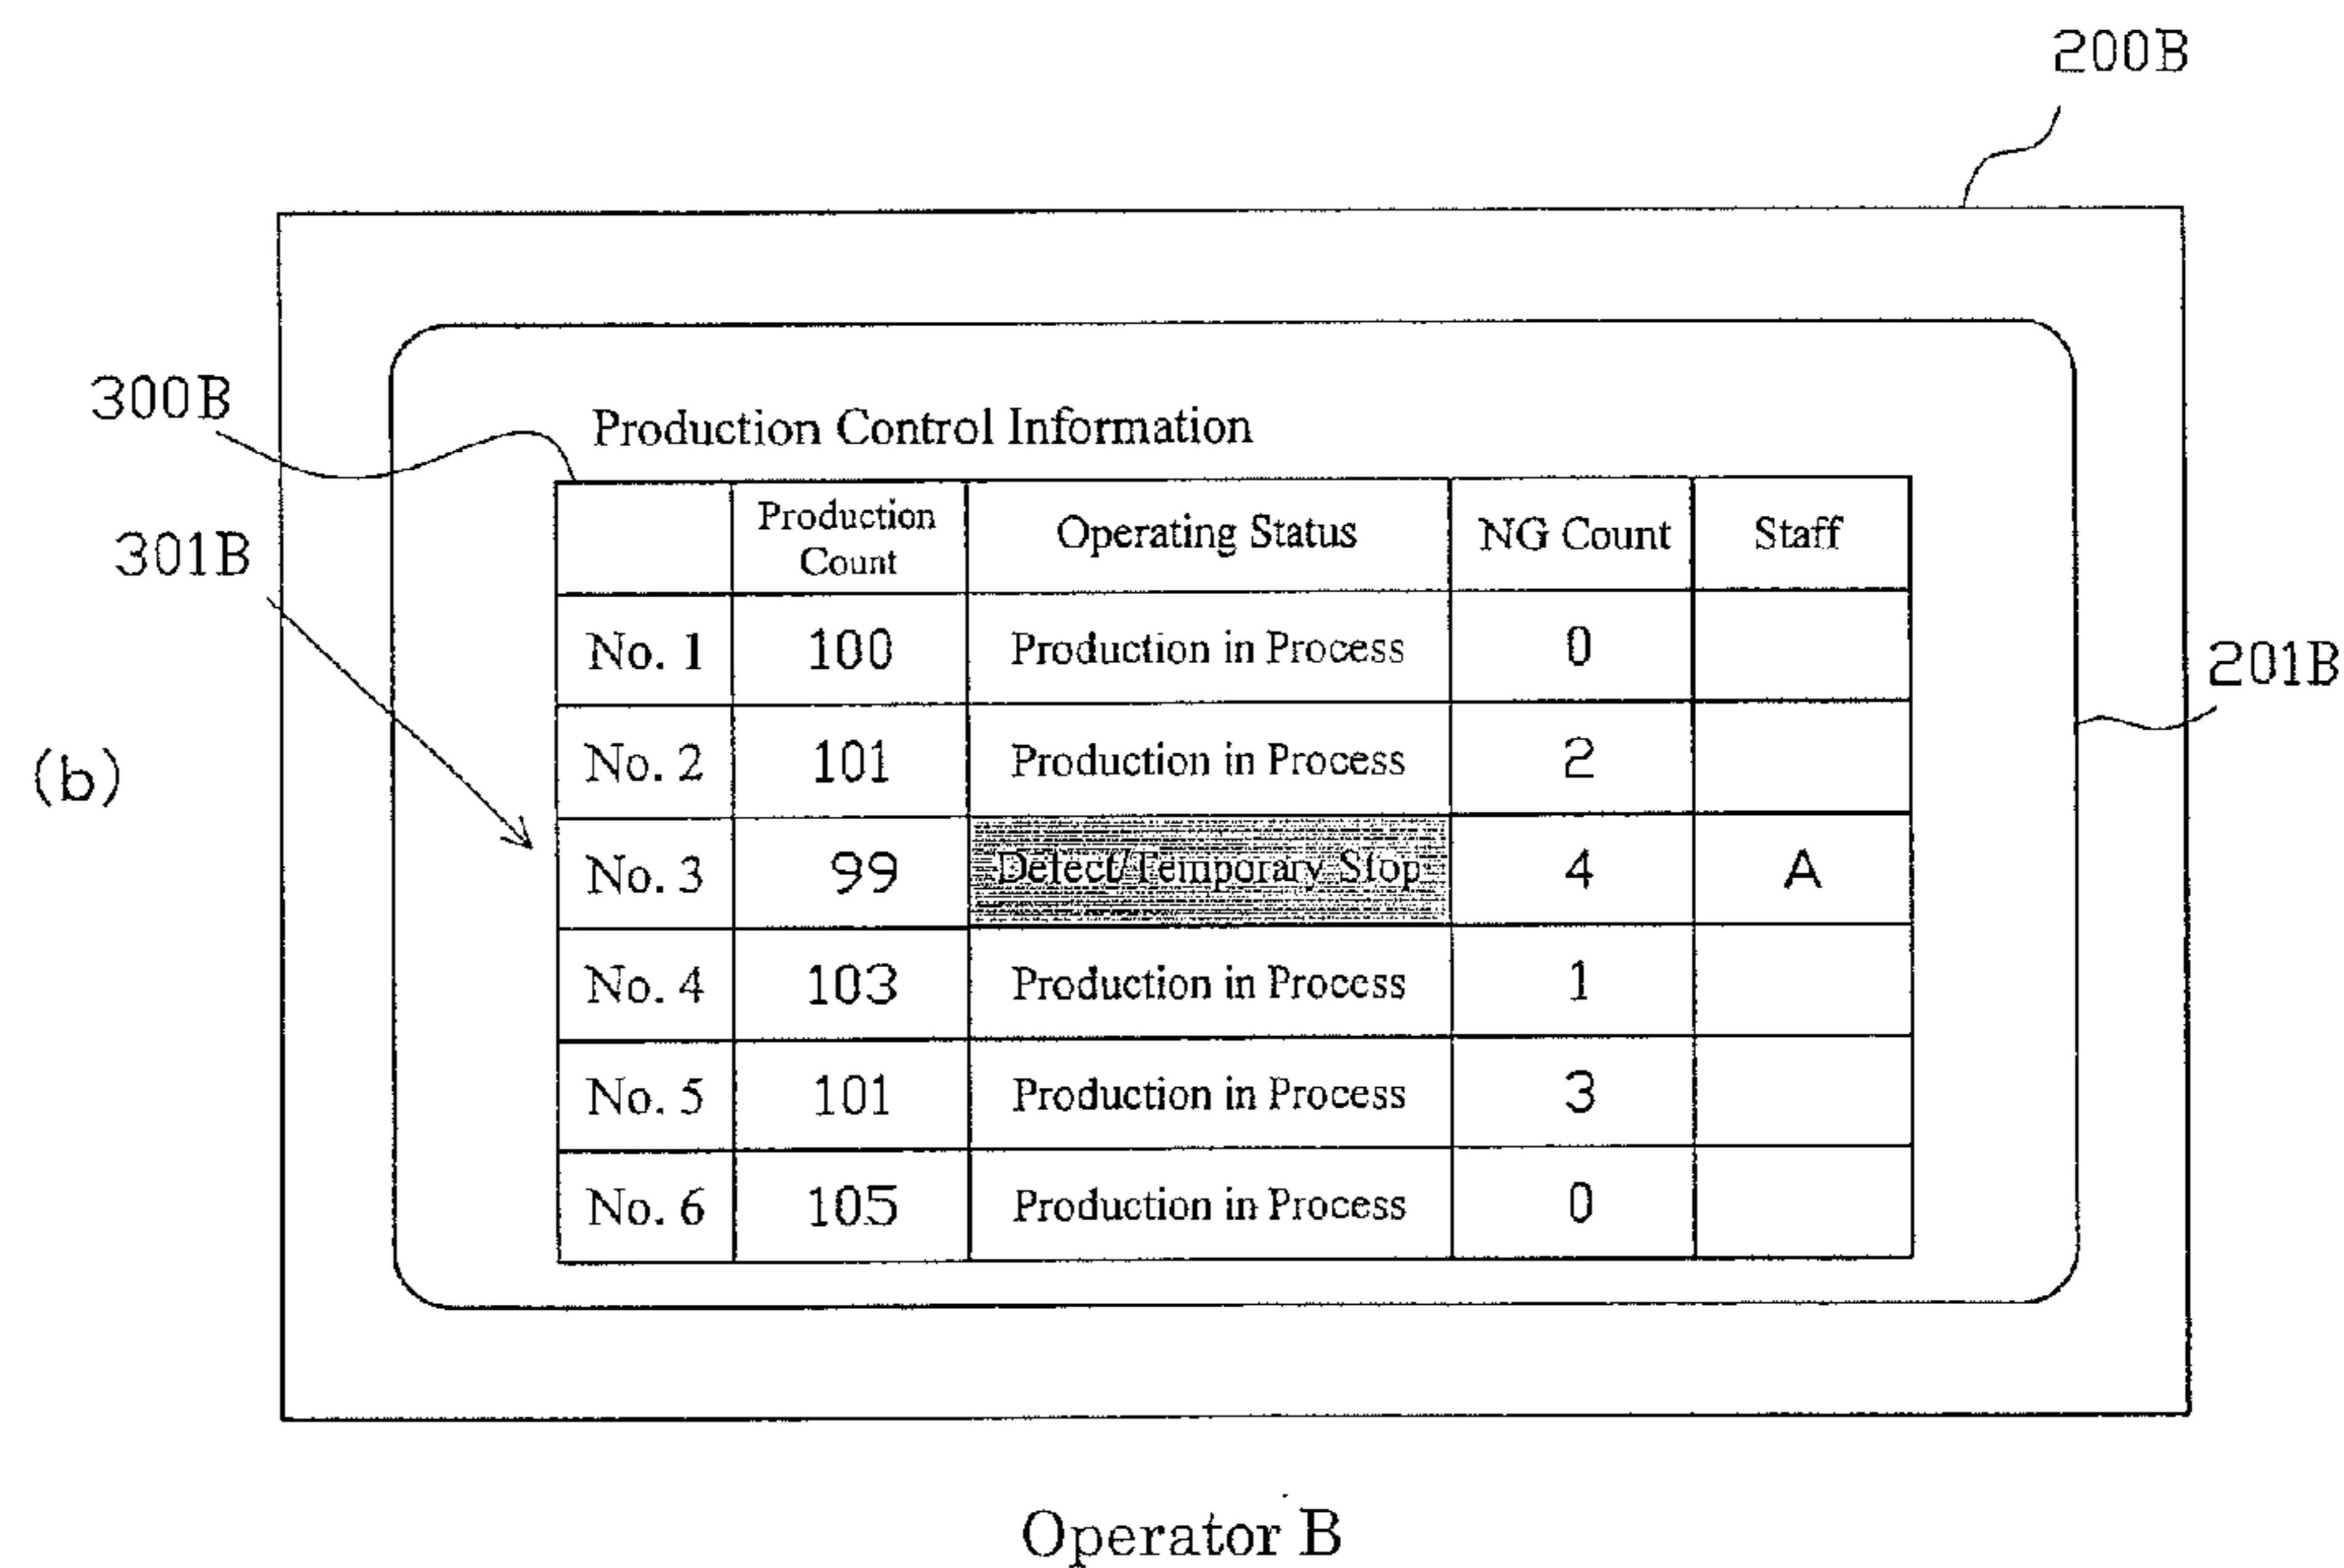 200B
300B
Production Control Information
301B
Production Count
Operating Status
NG Count
Staff
No. 1 100 Production in Process 0
201B
No. 2 101 Production in Process 2
(b)
No. 3 99 Defect/Temporary Stop 4 A
No. 4 103 Production in Process 1
No. 5 101 Production in Process 3
No. 6 105 Production in Process 0
Operator B